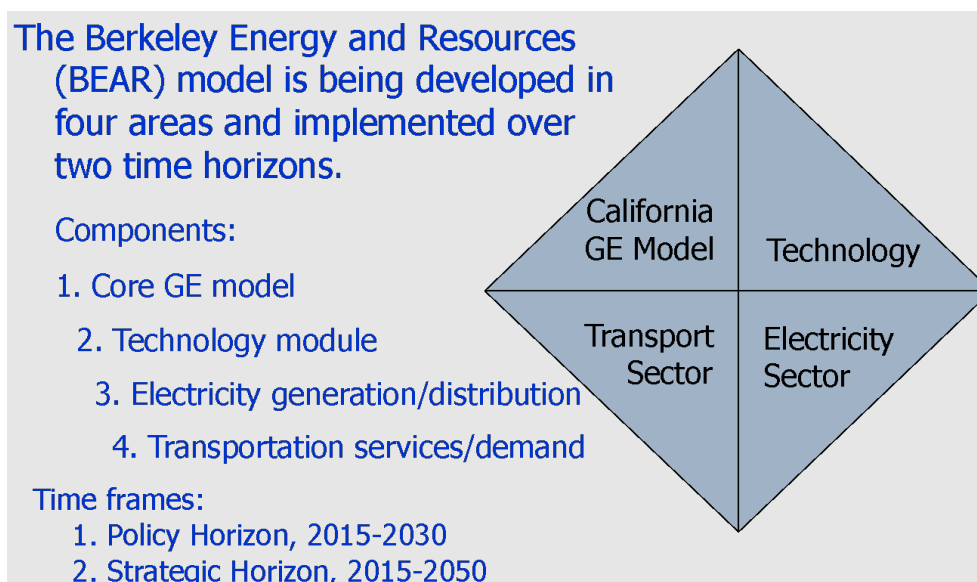 The Berkeley Energy and Resources
(BEAR) model is being developed in
four areas and implemented over
two time horizons.
Components:
1. Core GE model
2. Technology module
3. Electricity generation/distribution
4. Transportation services/demand
Time frames:
1. Policy Horizon, 2015-2030
2. Strategic Horizon, 2015-2050
California
GE Model
Technology
Transport
Sector
Electricity
Sector